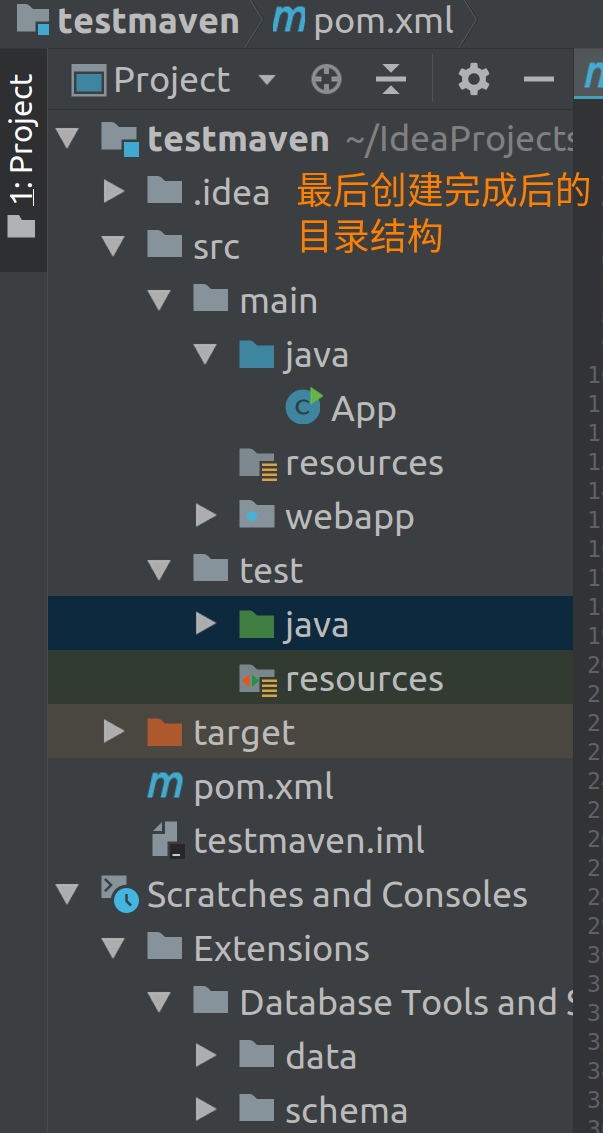 testmaven pom.xml
Project
1: Project
testmaven ~/IdeaProjects
.idea 最后创建完成后的
目录结构
src
main
java
App
resources
webapp
test
java
resources
target
pom.xml
testmaven.iml
Scratches and Consoles
Extensions
Database Tools and
data
schema